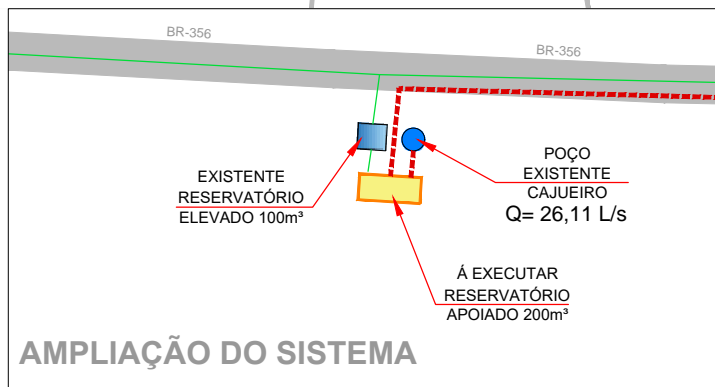 BR-356
BR-356
EXISTENTE
RESERVATÓRIO
ELEVADO 100m³
POÇO
EXISTENTE
CAJUEIRO
Q= 26,11 L/s
Á EXECUTAR
RESERVATÓRIO
APOIADO 200m³
AMPLIAÇÃO DO SISTEMA